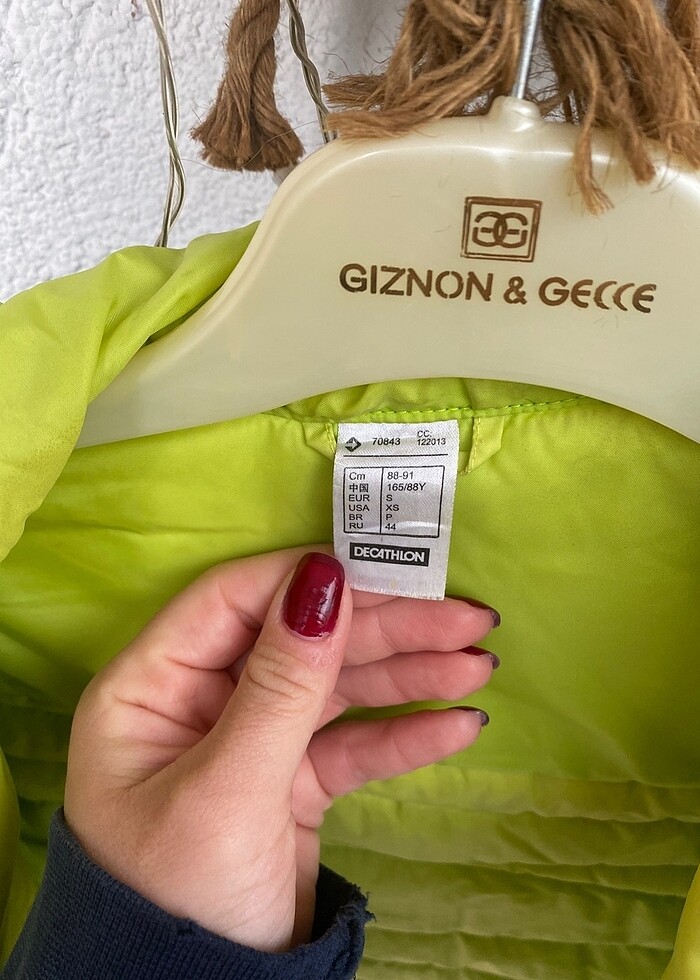 GIZNON & GECCE
70843 CC: 122013
Cm 88-91
中国 165/88Y
EUR S
USA XS
BR P
RU 44
DECATHLON